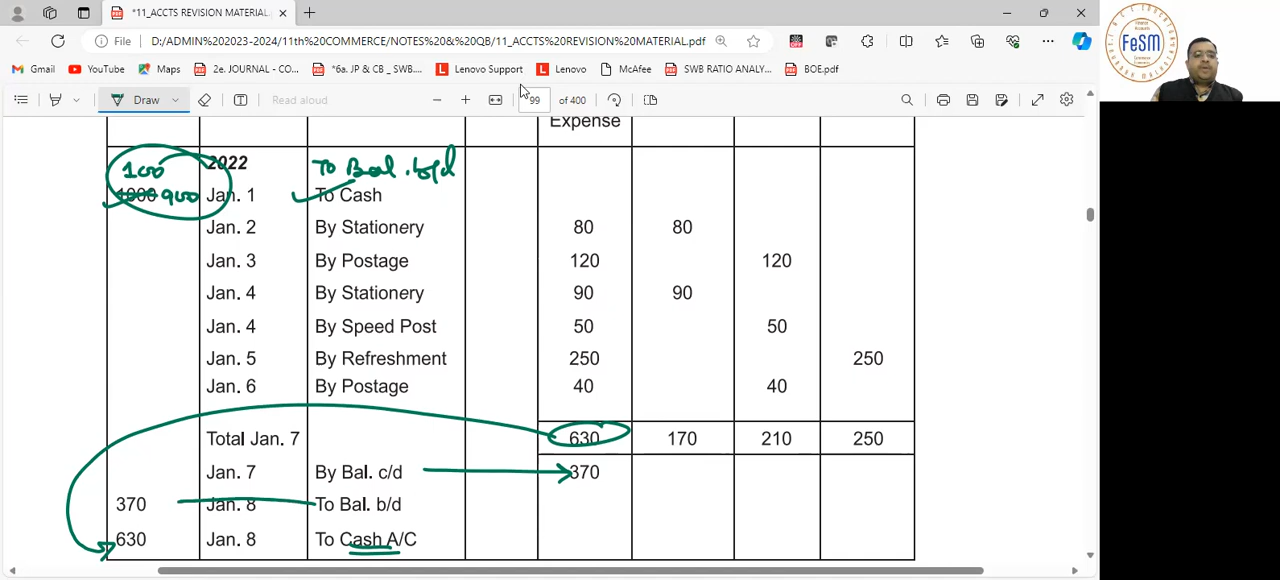 *11_ACCTS REVISION MATERIAL.
File D:/ADMIN%202023-2024/11th%20COMMERCE/NOTES%20&%20QB/11_ACCTS%20REVISION%20MATERIAL.pdf
Gmail YouTube Maps 2e. JOURNAL - CO... *6a. JP & CB _ SWB... Lenovo Support Lenovo McAfee SWB RATIO ANALY... BOE.pdf
Draw Read aloud 99 of 400
FeSM
Expense
100 2022 To Bal. b/d
1000 900 Jan. 1 To Cash
Jan. 2 By Stationery 80 80
Jan. 3 By Postage 120 120
Jan. 4 By Stationery 90 90
Jan. 4 By Speed Post 50 50
Jan. 5 By Refreshment 250 250
Jan. 6 By Postage 40 40
Total Jan. 7 630 170 210 250
Jan. 7 By Bal. c/d 370
370 Jan. 8 To Bal. b/d
630 Jan. 8 To Cash A/C